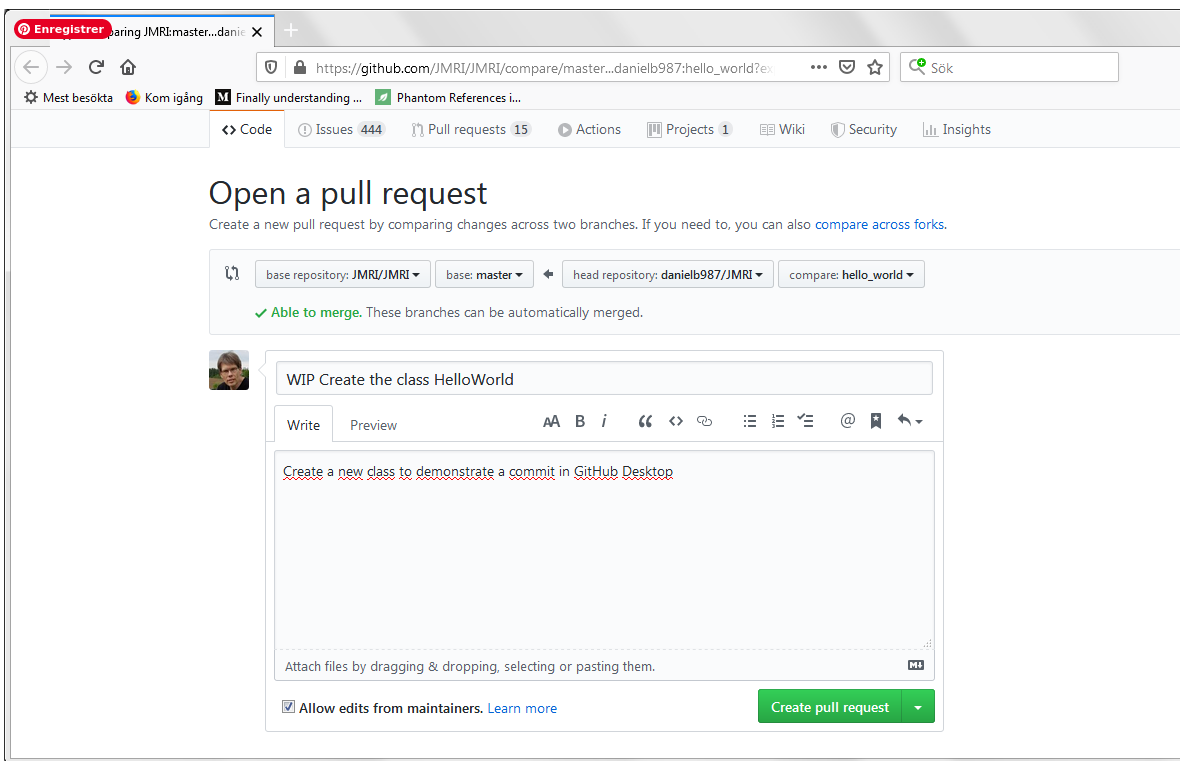 Enregistrer
paring JMRI:master...danie
https://github.com/JMRI/JMRI/compare/master...danielb987:hello_world?ex
Sök
Mest besökta Kom igång M Finally understanding ... Phantom References i...
Code Issues 444 Pull requests 15 Actions Projects 1 Wiki Security Insights
Open a pull request
Create a new pull request by comparing changes across two branches. If you need to, you can also compare across forks.
base repository: JMRI/JMRI base: master head repository: danielb987/JMRI compare: hello_world
Able to merge. These branches can be automatically merged.
WIP Create the class HelloWorld
Write Preview AA B i
Create a new class to demonstrate a commit in GitHub Desktop
Attach files by dragging & dropping, selecting or pasting them.
Allow edits from maintainers. Learn more
Create pull request